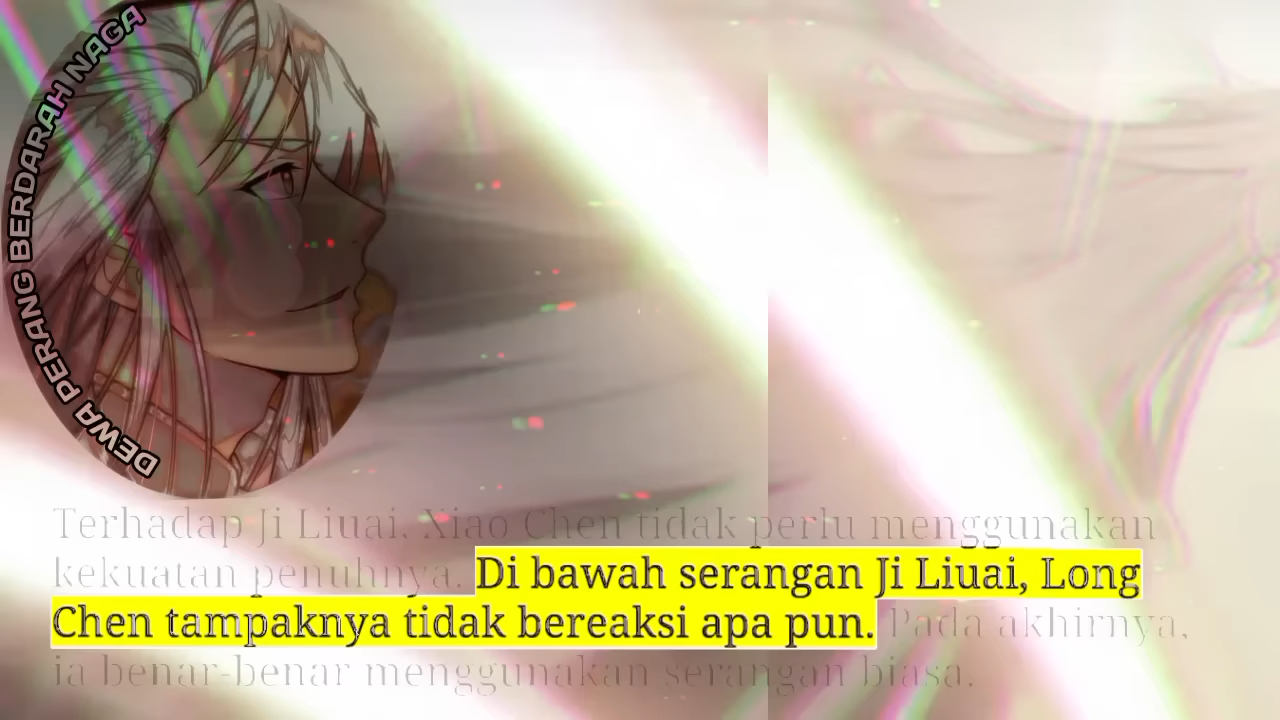 DEWA PERANG BERDARAH NAGA
Terhadap Ji Liuai, Xiao Chen tidak perlu menggunakan
kekuatan penuhnya. Di bawah serangan Ji Liuai, Long
Chen tampaknya tidak bereaksi apa pun. Pada akhirnya,
ia benar-benar menggunakan serangan biasa.